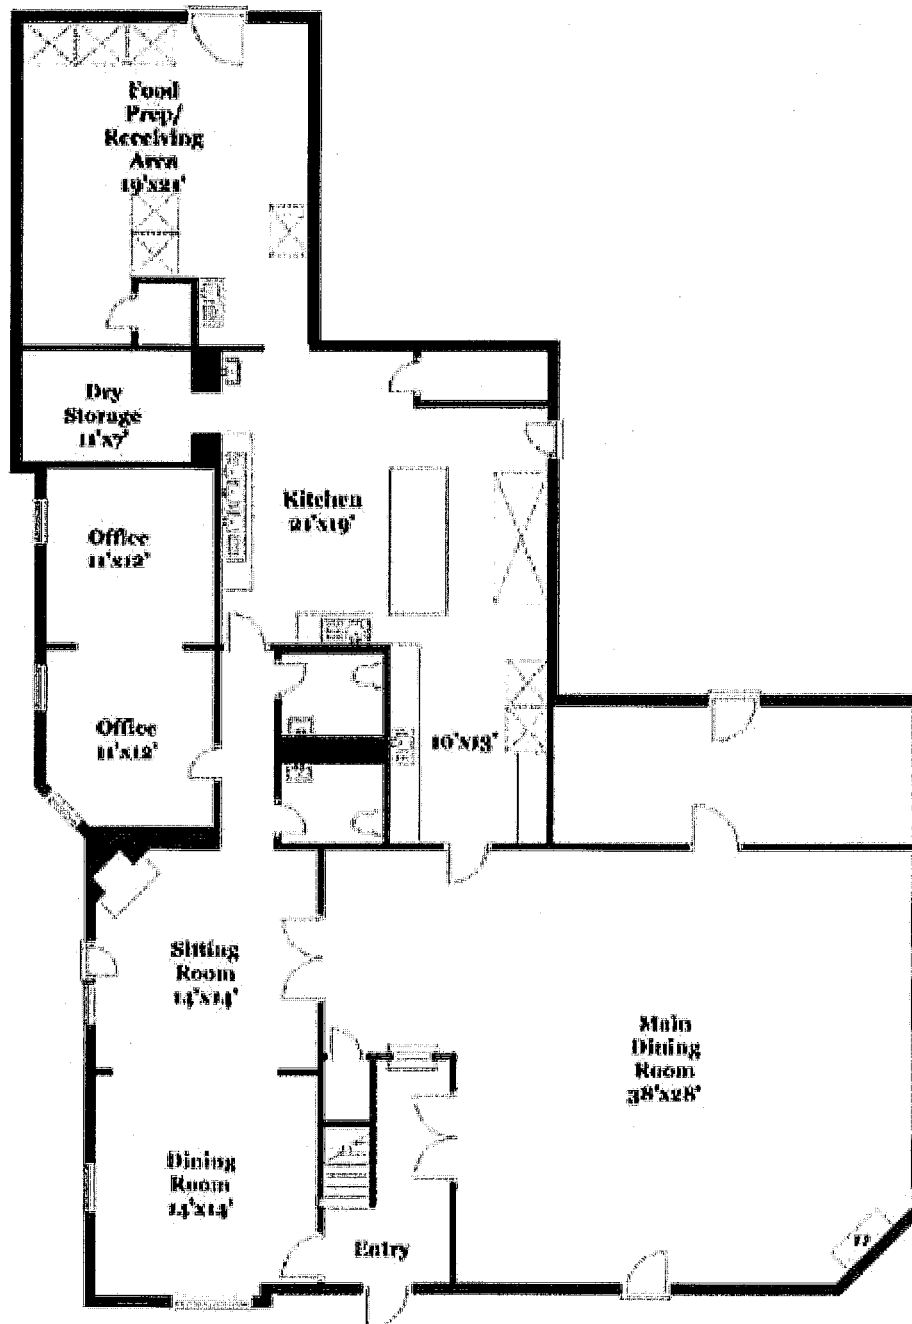 Food
Prep/
Receiving
Area
19'x21'
Dry
Storage
11'x7'
Kitchen
21'x19'
Office
11'x12'
Office
11'x12'
10'x13'
Sitting
Room
14'x14'
Main
Dining
Room
38'x28'
Dining
Room
14'x14'
Entry